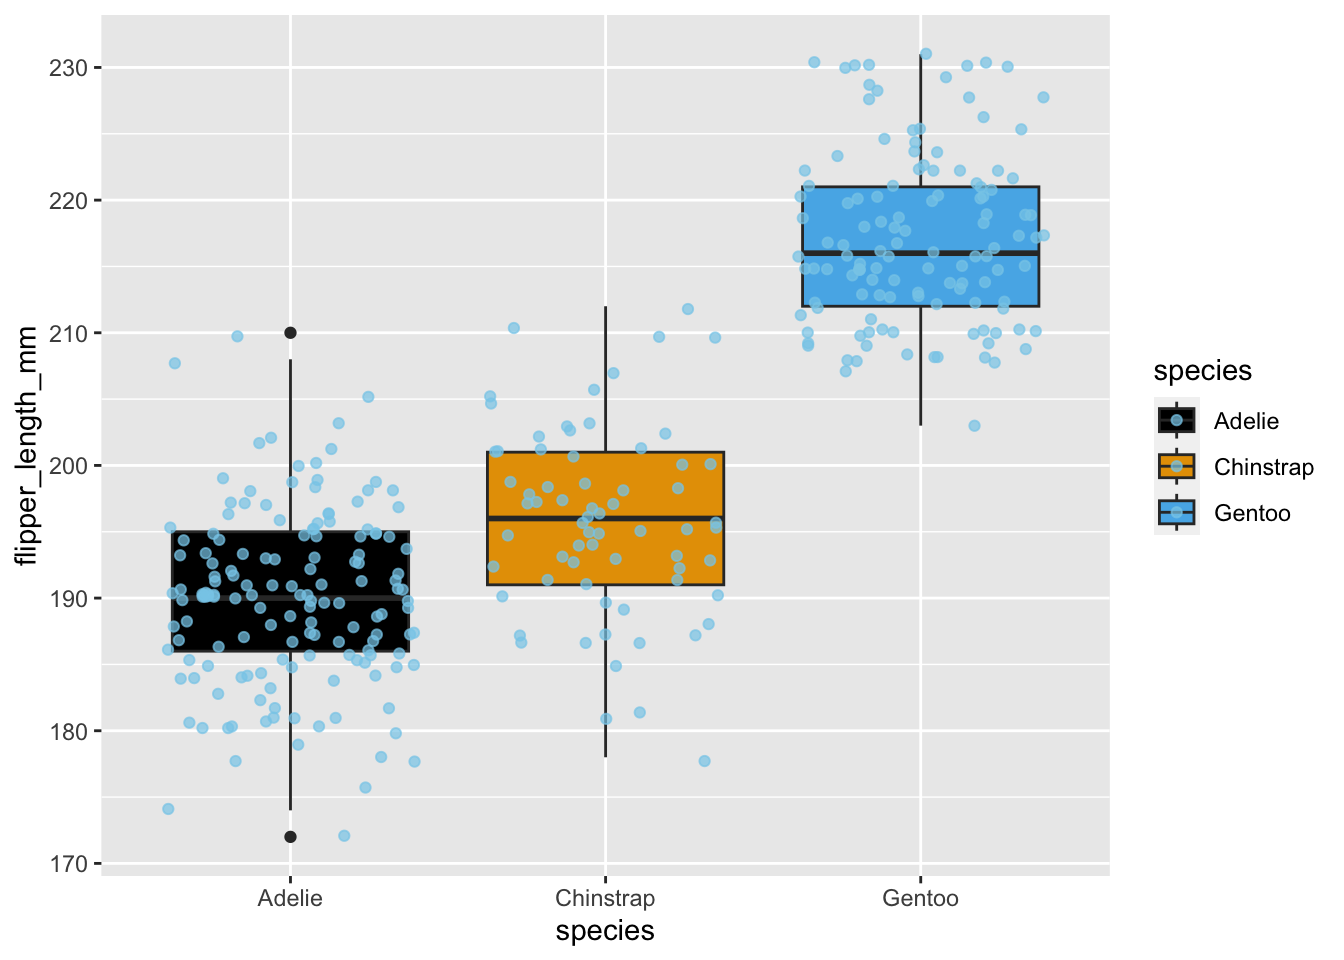 flipper_length_mm
230
220
210
200
190
180
170
Adelie
Chinstrap
Gentoo
species
species
Adelie
Chinstrap
Gentoo